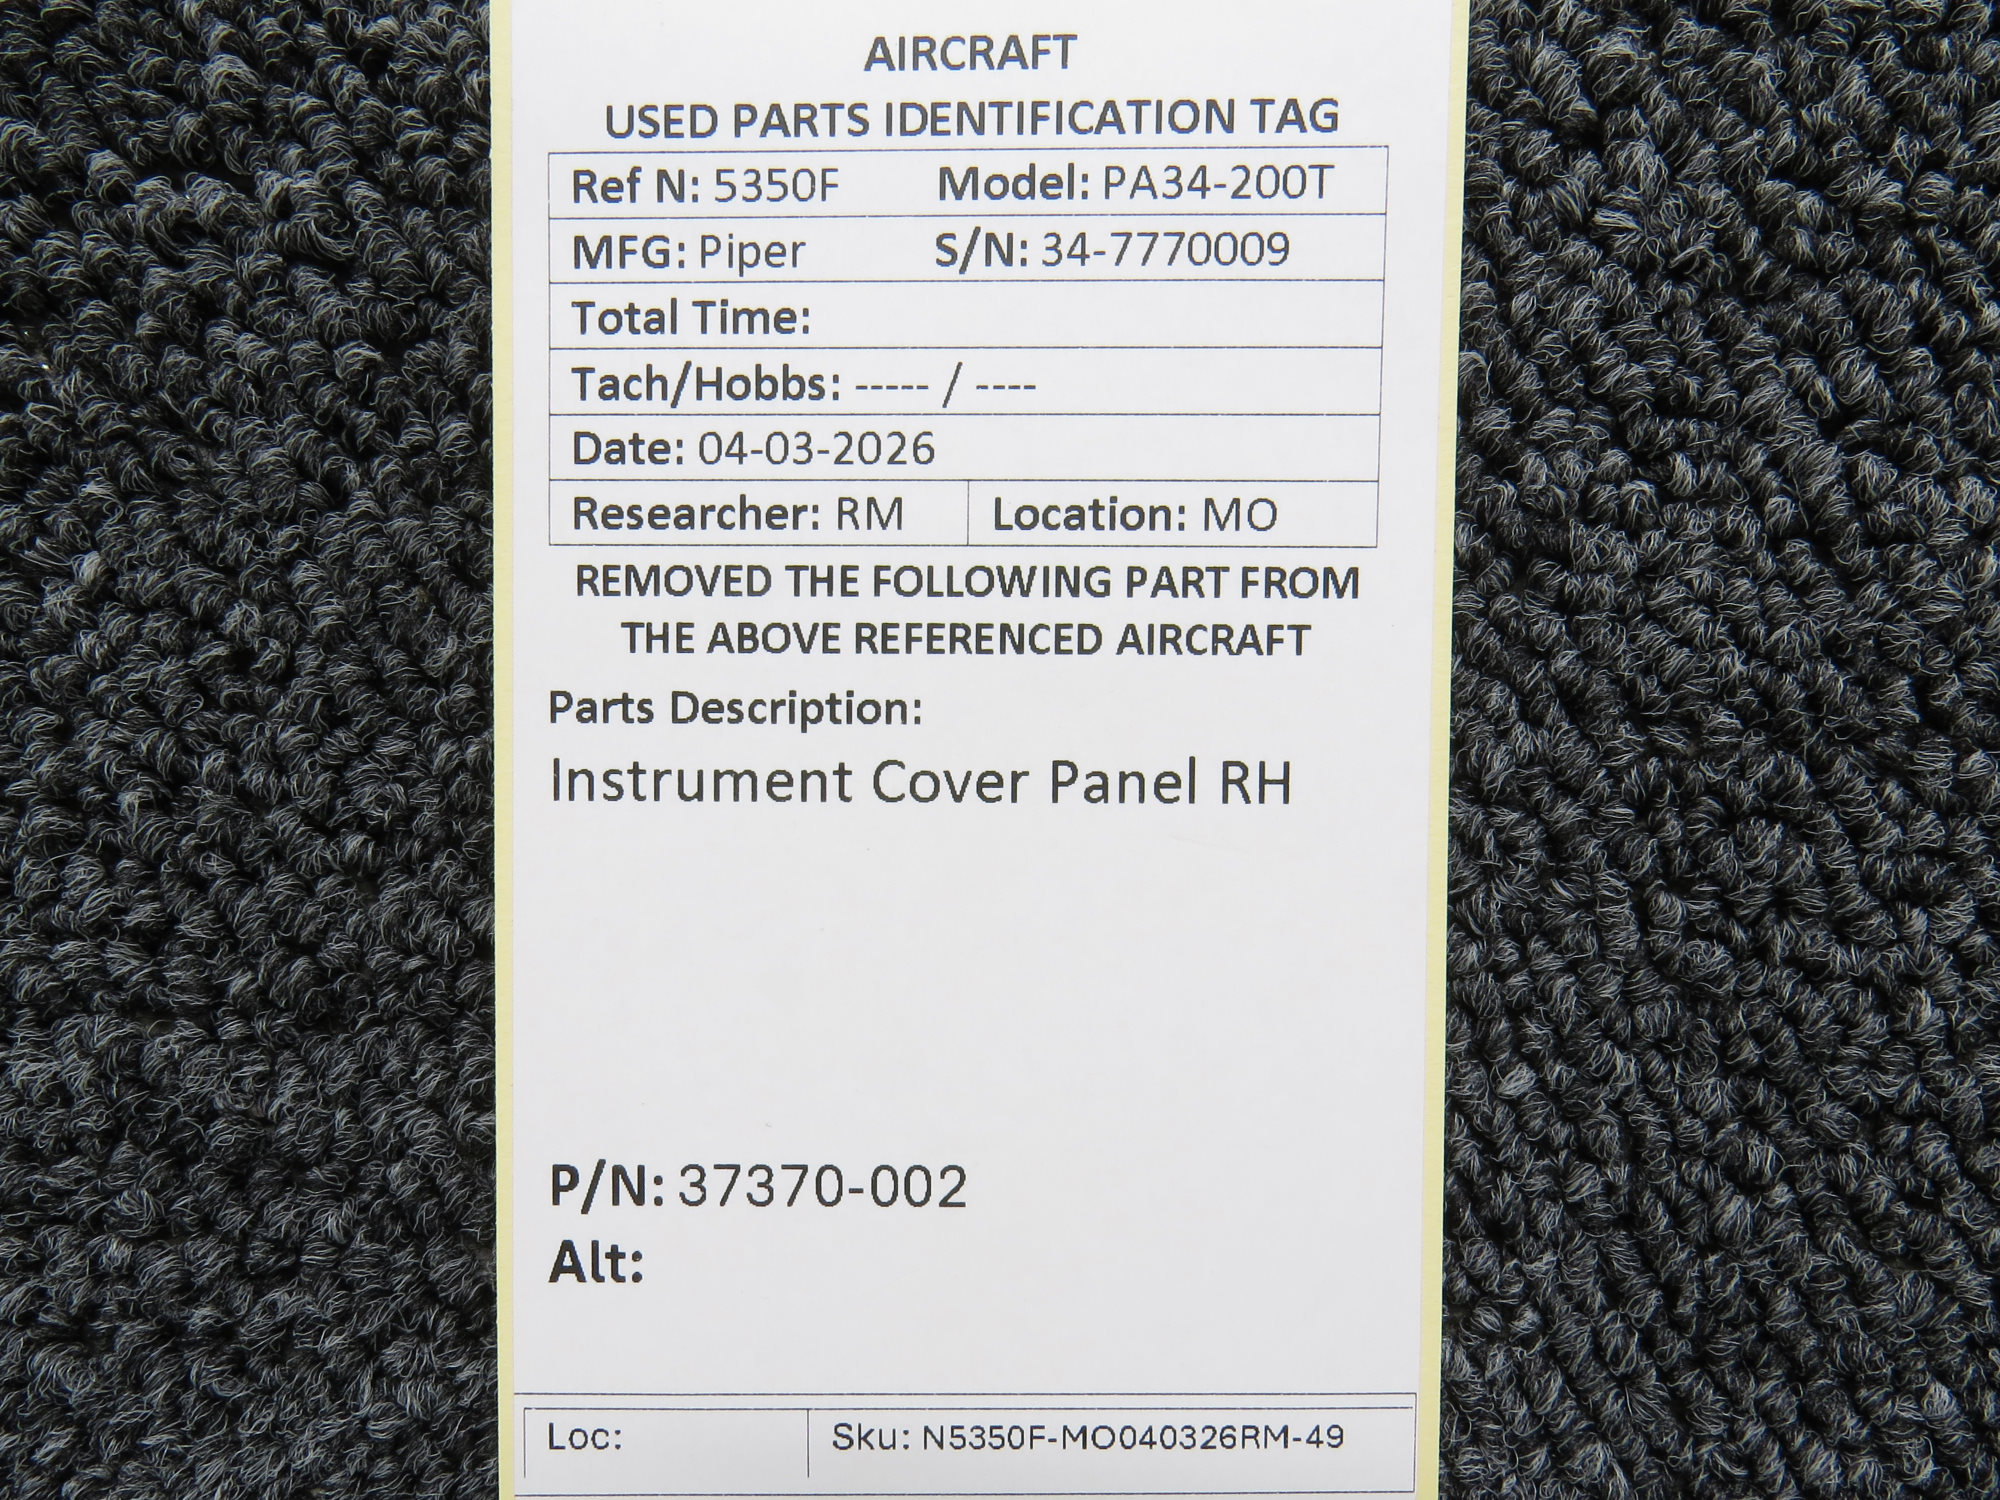 AIRCRAFT
USED PARTS IDENTIFICATION TAG
Ref N: 5350F Model: PA34-200T
MFG: Piper S/N: 34-7770009
Total Time:
Tach/Hobbs: ----- / ----
Date: 04-03-2026
Researcher: RM Location: MO
REMOVED THE FOLLOWING PART FROM
THE ABOVE REFERENCED AIRCRAFT
Parts Description:
Instrument Cover Panel RH
P/N: 37370-002
Alt:
Loc: Sku: N5350F-MO040326RM-49